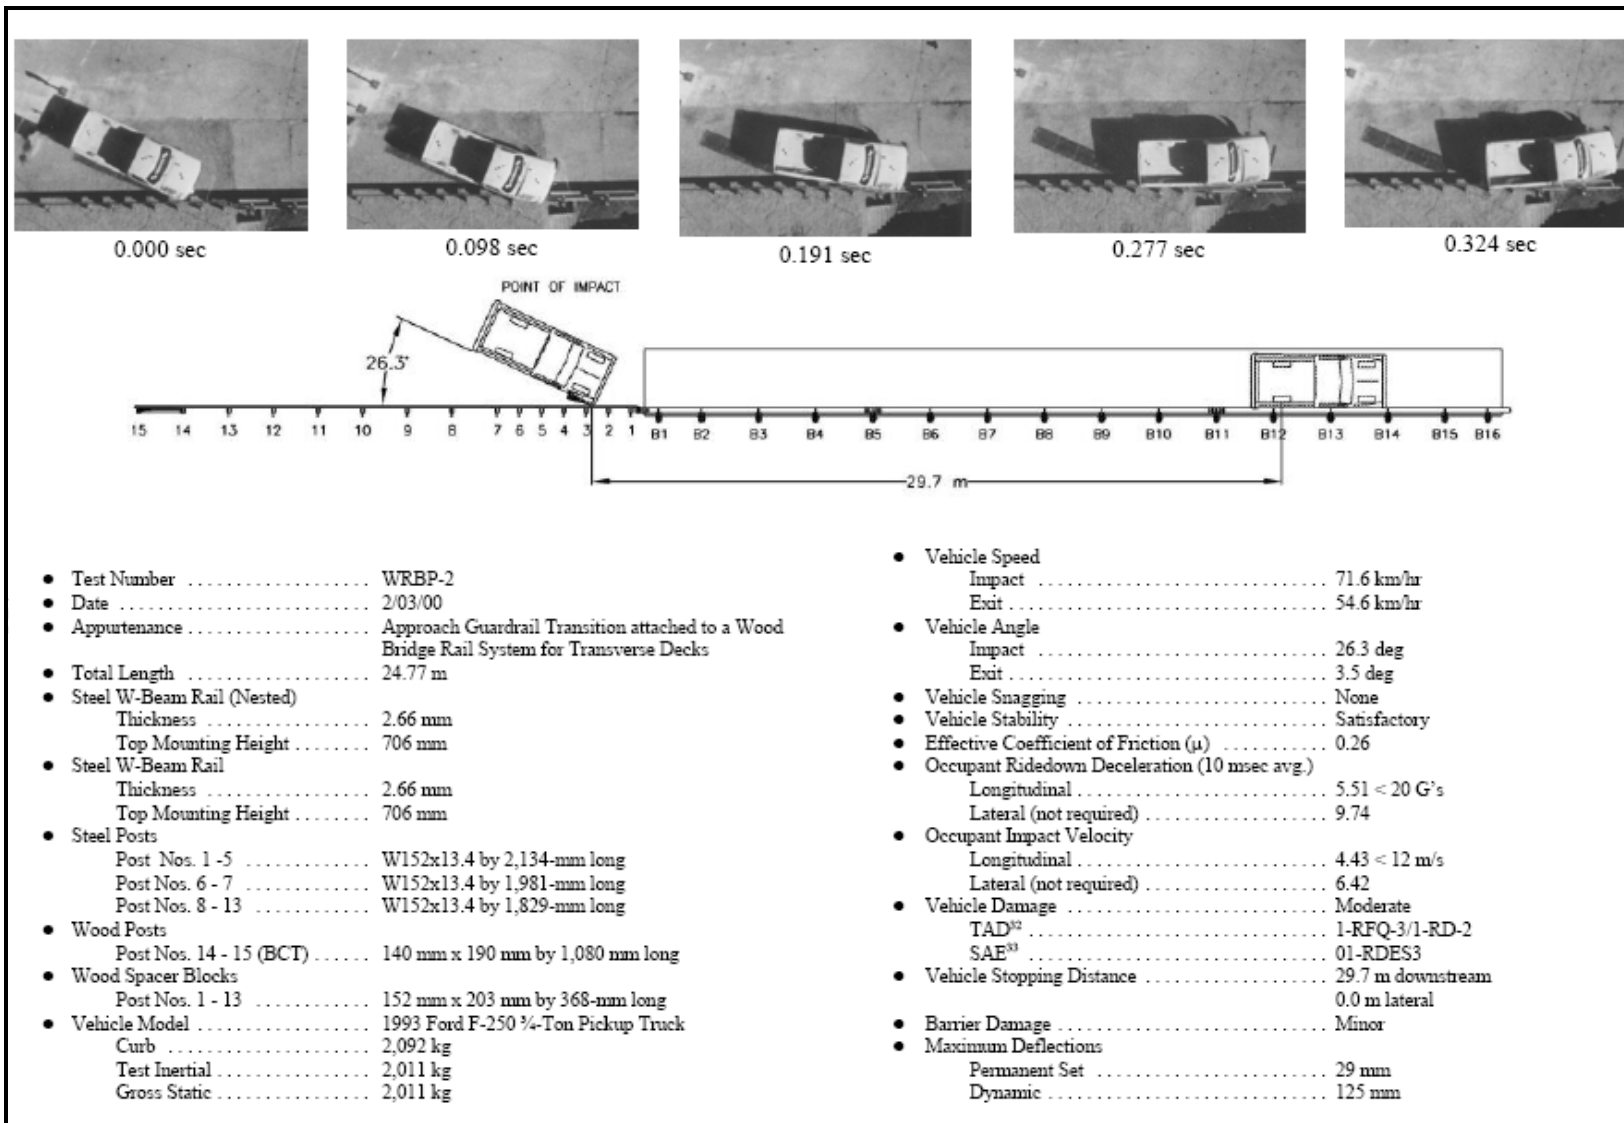 0.000 sec
0.098 sec
0.191 sec
0.277 sec
0.324 sec
POINT OF IMPACT
26.3°
15 14 13 12 11 10 9 8 7 6 5 4 3 2 1 B1 B2 B3 B4 B5 B6 B7 B8 B9 B10 B11 B12 B13 B14 B15 B16
29.7 m
● Test Number .................... WRBP-2
● Date .......................... 2/03/00
● Appurtenance ................... Approach Guardrail Transition attached to a Wood
Bridge Rail System for Transverse Decks
● Total Length .................... 24.77 m
● Steel W-Beam Rail (Nested)
Thickness ................. 2.66 mm
Top Mounting Height ........ 706 mm
● Steel W-Beam Rail
Thickness ................. 2.66 mm
Top Mounting Height ........ 706 mm
● Steel Posts
Post Nos. 1 -5 ............. W152x13.4 by 2,134-mm long
Post Nos. 6 - 7 ............ W152x13.4 by 1,981-mm long
Post Nos. 8 - 13 ............ W152x13.4 by 1,829-mm long
● Wood Posts
Post Nos. 14 - 15 (BCT) ...... 140 mm x 190 mm by 1,080 mm long
● Wood Spacer Blocks
Post Nos. 1 - 13 ............ 152 mm x 203 mm by 368-mm long
● Vehicle Model .................. 1993 Ford F-250 ¾-Ton Pickup Truck
Curb ..................... 2,092 kg
Test Inertial ................ 2,011 kg
Gross Static ................ 2,011 kg
● Vehicle Speed
Impact ............................. 71.6 km/hr
Exit ................................ 54.6 km/hr
● Vehicle Angle
Impact ............................. 26.3 deg
Exit ................................ 3.5 deg
● Vehicle Snagging .......................... None
● Vehicle Stability .......................... Satisfactory
● Effective Coefficient of Friction (μ) ........... 0.26
● Occupant Ridedown Deceleration (10 msec avg.)
Longitudinal ......................... 5.51 < 20 G's
Lateral (not required) .................. 9.74
● Occupant Impact Velocity
Longitudinal ......................... 4.43 < 12 m/s
Lateral (not required) .................. 6.42
● Vehicle Damage .......................... Moderate
TAD³² .............................. 1-RFQ-3/1-RD-2
SAE³³ .............................. 01-RDES3
● Vehicle Stopping Distance ................... 29.7 m downstream
0.0 m lateral
● Barrier Damage ........................... Minor
● Maximum Deflections
Permanent Set .......................... 29 mm
Dynamic ............................ 125 mm